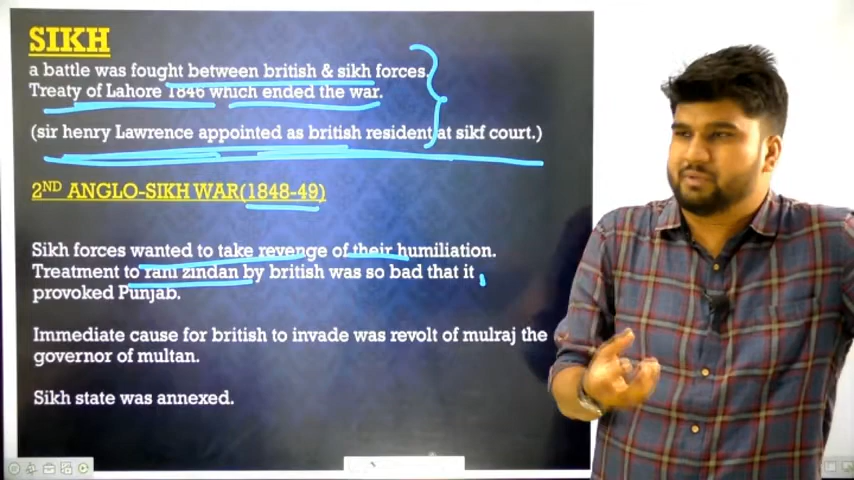 SIKH
a battle was fought between british & sikh forces.
Treaty of Lahore 1846 which ended the war.
(sir henry Lawrence appointed as british resident at sikf court.)
2ND ANGLO-SIKH WAR(1848-49)
Sikh forces wanted to take revenge of their humiliation.
Treatment to rani zindan by british was so bad that it
provoked Punjab.
Immediate cause for british to invade was revolt of mulraj the
governor of multan.
Sikh state was annexed.